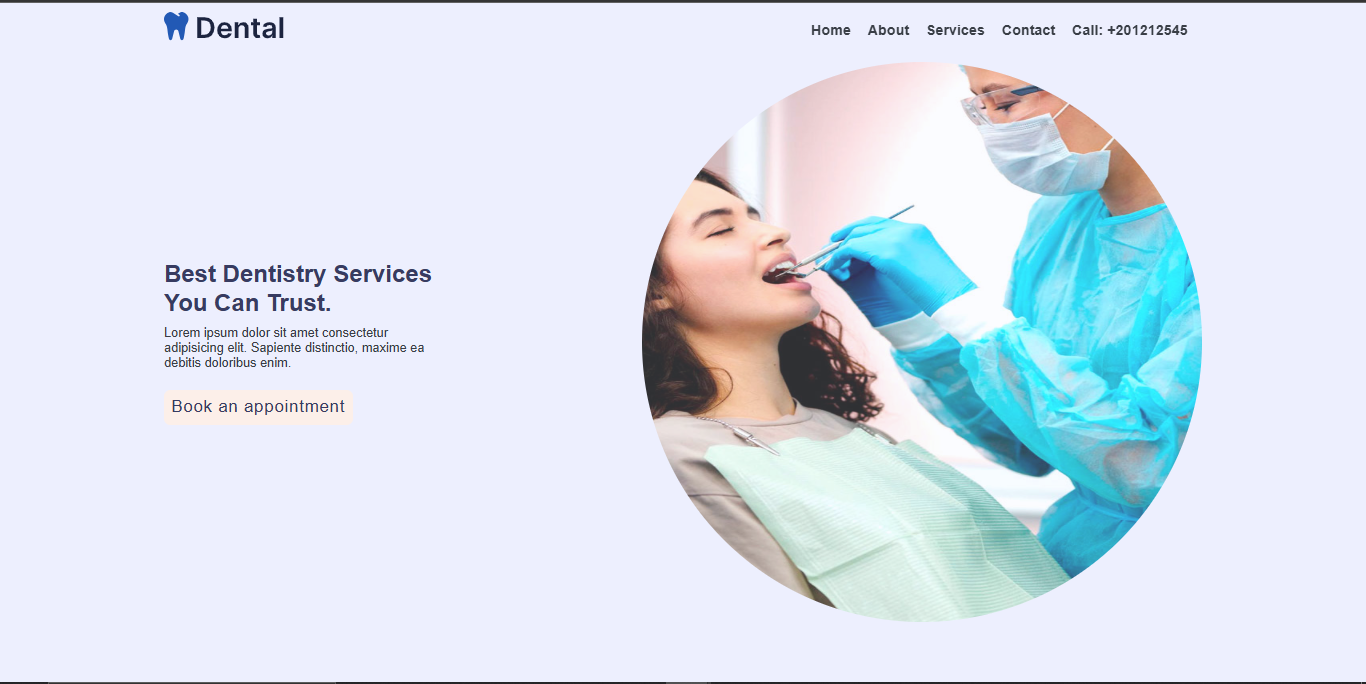 Dental
Home About Services Contact Call: +201212545
Best Dentistry Services
You Can Trust.
Lorem ipsum dolor sit amet consectetur
adipisicing elit. Sapiente distinctio, maxime ea
debitis doloribus enim.
Book an appointment